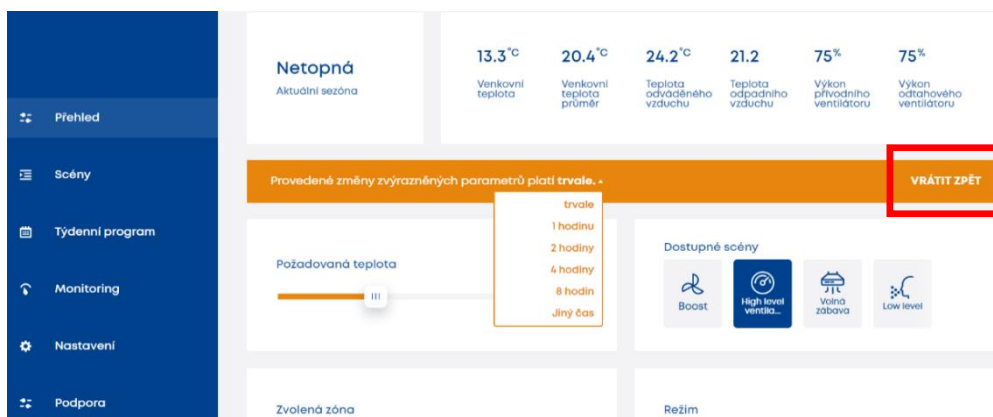 Přehled
Scény
Týdenní program
Monitoring
Nastavení
Podpora
Netopná
Aktuální sezóna
13.3°C
Venkovní
teplota
20.4°C
Venkovní
teplota
průměr
24.2°C
Teplota
odváděného
vzduchu
21.2
Teplota
odpadního
vzduchu
75%
Výkon
přívodního
ventilátoru
75%
Výkon
odtahového
ventilátoru
Provedené změny zvýrazněných parametrů platí trvale.
VRÁTIT ZPĚT
trvale
1 hodinu
2 hodiny
4 hodiny
8 hodin
Jiný čas
Požadovaná teplota
Dostupné scény
Boost
High level
ventila...
Volná
zábava
Low level
Zvolená zóna
Režim